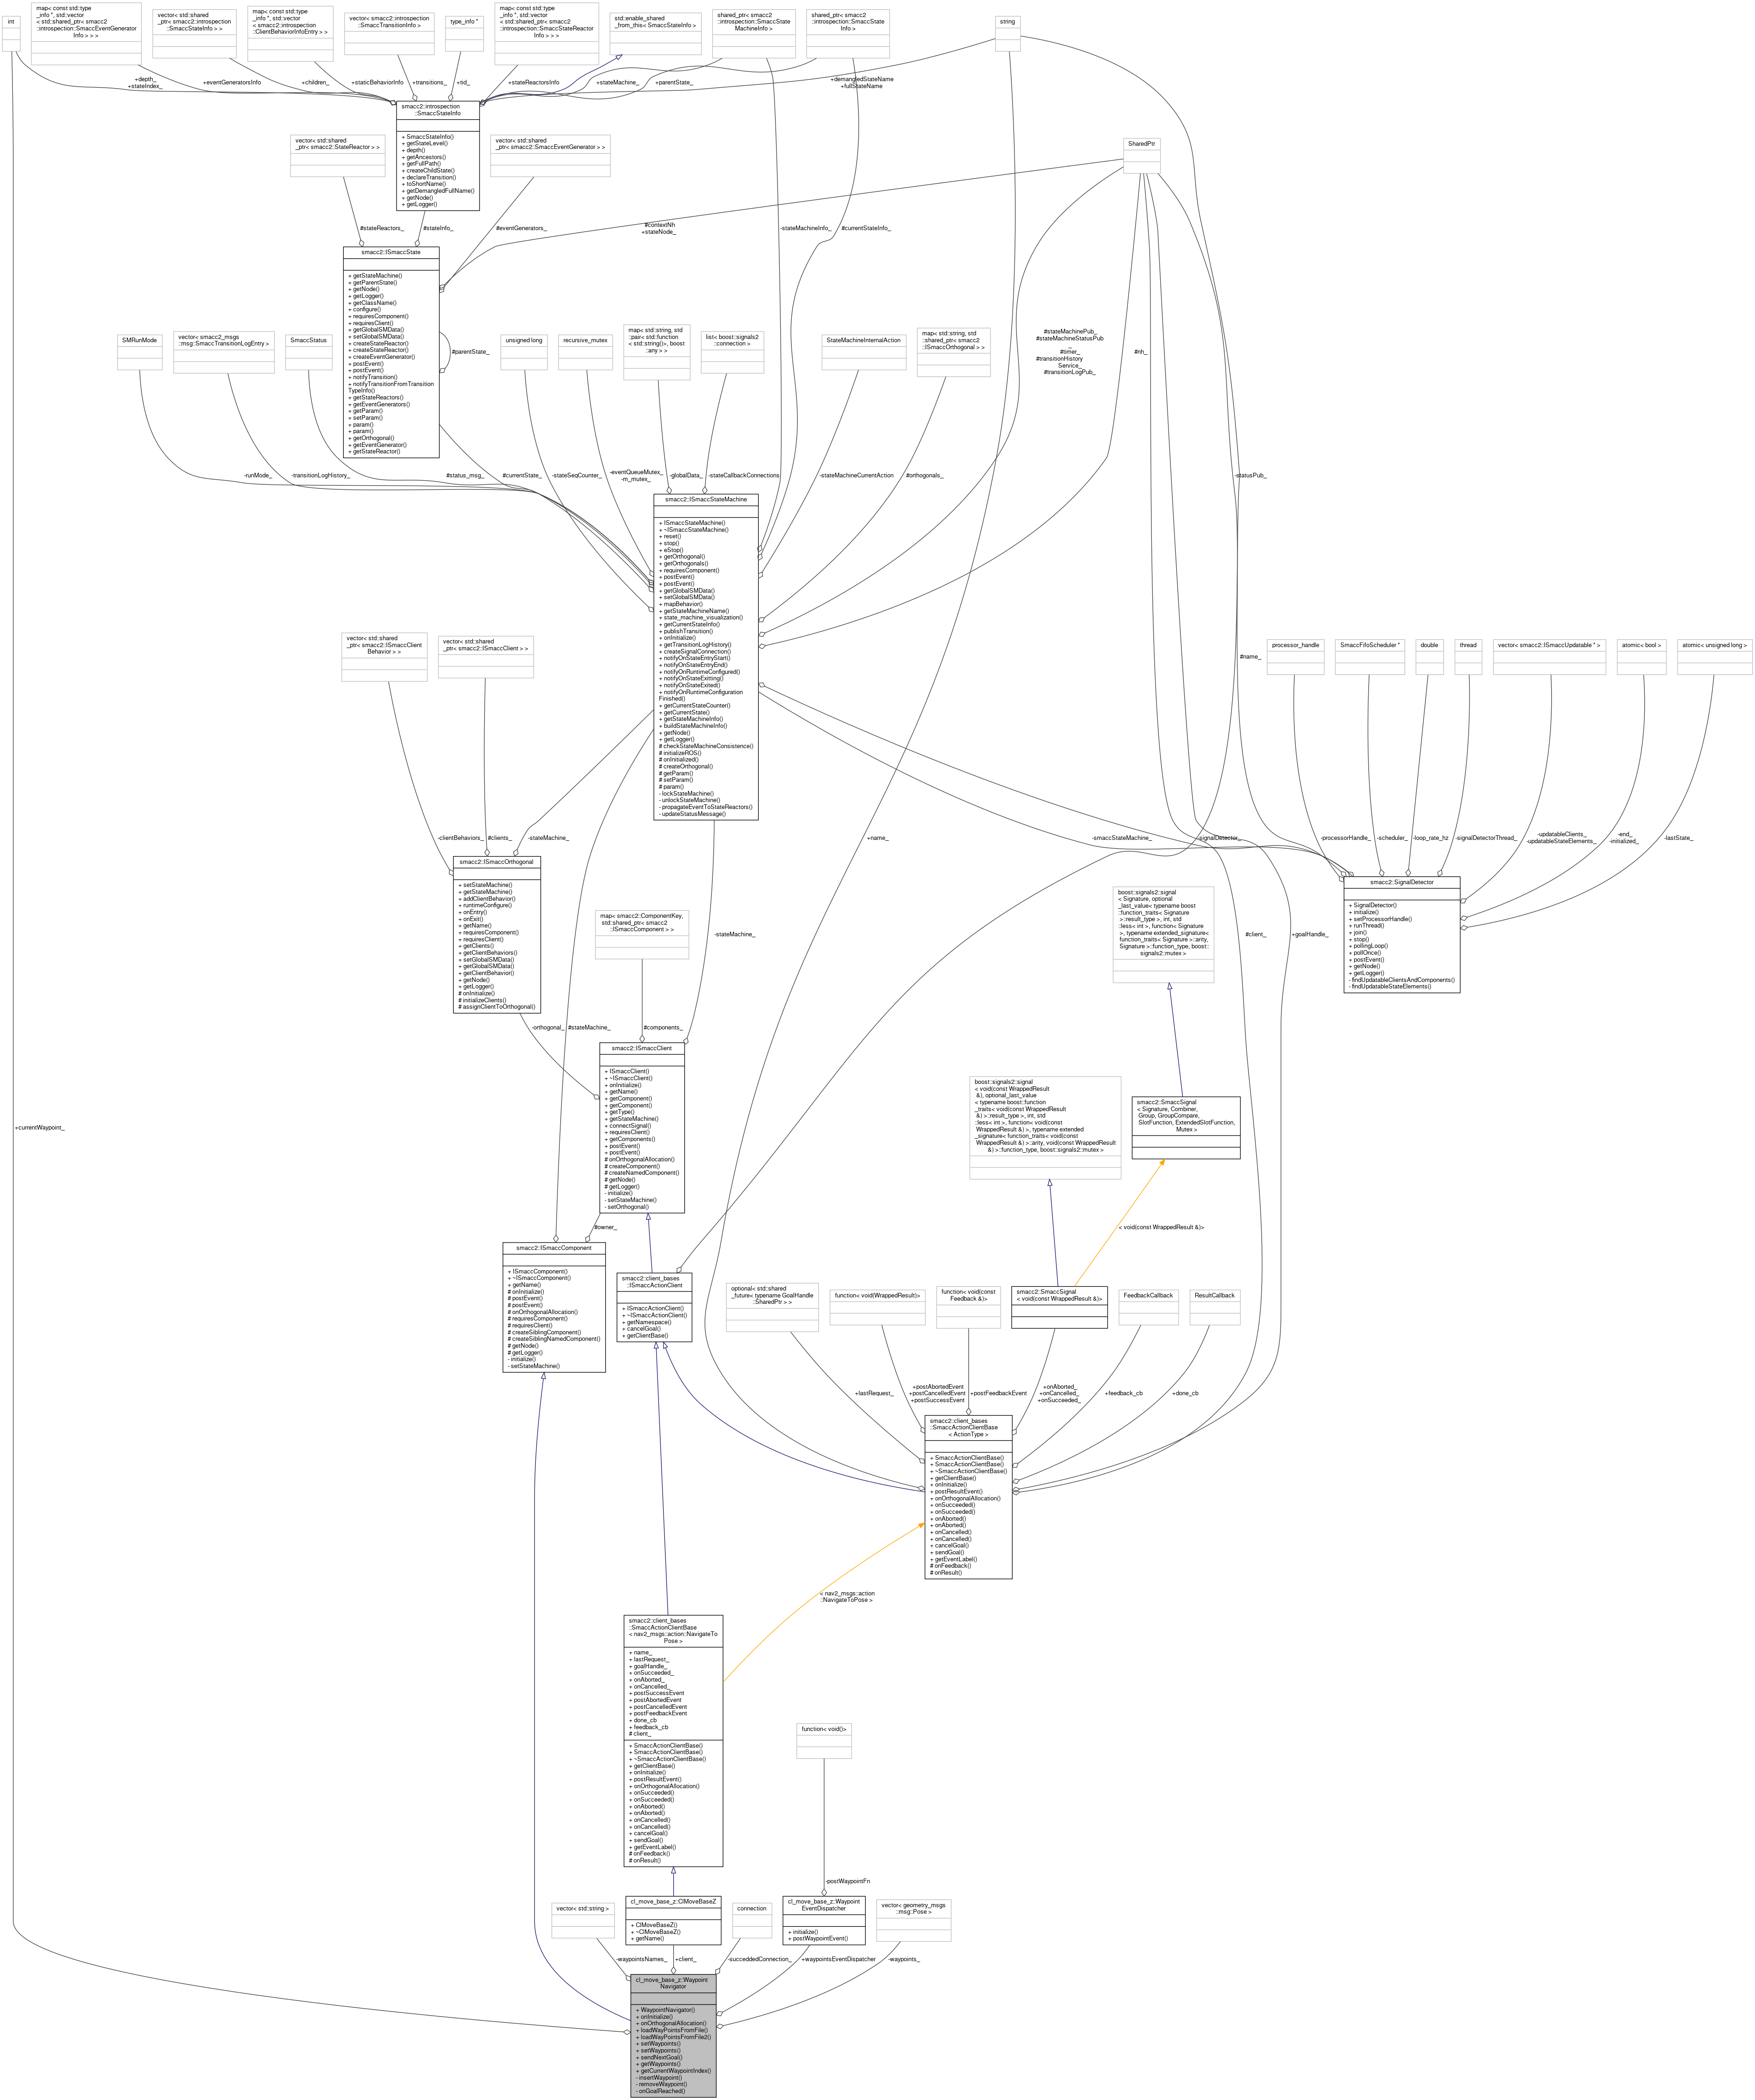 int
map< const std::type
_info *, std::vector
< std::shared_ptr< smacc2
::introspection::SmaccEventGenerator
Info > > >
vector< std::shared
_ptr< smacc2::introspection
::SmaccStateInfo > >
map< const std::type
_info *, std::vector
< smacc2::introspection
::ClientBehaviorInfoEntry > >
vector< smacc2::introspection
::SmaccTransitionInfo >
type_info *
map< const std::type
_info *, std::vector
< std::shared_ptr< smacc2
::introspection::SmaccStateReactor
Info > > >
std::enable_shared
_from_this< SmaccStateInfo >
shared_ptr< smacc2
::introspection::SmaccState
MachineInfo >
shared_ptr< smacc2
::introspection::SmaccState
Info >
string
+depth_
+stateIndex_
+eventGeneratorsInfo
+children_
+staticBehaviorInfo
+transitions_
+tid_
+stateReactorsInfo
+stateMachine_
+parentState_
+demangledStateName
+fullStateName
smacc2::introspection
::SmaccStateInfo
+ SmaccStateInfo()
+ getStateLevel()
+ depth()
+ getAncestors()
+ getFullPath()
+ createChildState()
+ declareTransition()
+ toShortName()
+ getDemangledFullName()
+ getNode()
+ getLogger()
vector< std::shared
_ptr< smacc2::StateReactor > >
vector< std::shared
_ptr< smacc2::SmaccEventGenerator > >
SharedPtr
#stateReactors_
#stateInfo_
#eventGenerators_
#contextNh
+stateNode_
-stateMachineInfo_
#currentStateInfo_
smacc2::ISmaccState
+ getStateMachine()
+ getParentState()
+ getNode()
+ getLogger()
+ getClassName()
+ configure()
+ requiresComponent()
+ requiresClient()
+ getGlobalSMData()
+ setGlobalSMData()
+ createStateReactor()
+ createStateReactor()
+ createEventGenerator()
+ postEvent()
+ postEvent()
+ notifyTransition()
+ notifyTransitionFromTransition
TypeInfo()
+ getStateReactors()
+ getEventGenerators()
+ getParam()
+ setParam()
+ param()
+ param()
+ getOrthogonal()
+ getEventGenerator()
+ getStateReactor()
#parentState_
SMRunMode
vector< smacc2_msgs
::msg::SmaccTransitionLogEntry >
SmaccStatus
unsigned long
recursive_mutex
map< std::string, std
::pair< std::function
< std::string()>, boost
::any > >
list< boost::signals2
::connection >
StateMachineInternalAction
map< std::string, std
::shared_ptr< smacc2
::ISmaccOrthogonal > >
#stateMachinePub_
#stateMachineStatusPub
_
#timer_
#transitionHistory
Service_
#transitionLogPub_
#nh_
-runMode_
-transitionLogHistory_
#status_msg_
#currentState_
-stateSeqCounter_
-eventQueueMutex_
-m_mutex_
-globalData_
-stateCallbackConnections
-stateMachineCurrentAction
#orthogonals_
-statusPub_
smacc2::ISmaccStateMachine
+ ISmaccStateMachine()
+ ~ISmaccStateMachine()
+ reset()
+ stop()
+ eStop()
+ getOrthogonal()
+ getOrthogonals()
+ requiresComponent()
+ postEvent()
+ postEvent()
+ getGlobalSMData()
+ setGlobalSMData()
+ mapBehavior()
+ getStateMachineName()
+ state_machine_visualization()
+ getCurrentStateInfo()
+ publishTransition()
+ onInitialize()
+ getTransitionLogHistory()
+ createSignalConnection()
+ notifyOnStateEntryStart()
+ notifyOnStateEntryEnd()
+ notifyOnRuntimeConfigured()
+ notifyOnStateExitting()
+ notifyOnStateExited()
+ notifyOnRuntimeConfiguration
Finished()
+ getCurrentStateCounter()
+ getCurrentState()
+ getStateMachineInfo()
+ buildStateMachineInfo()
+ getNode()
+ getLogger()
# checkStateMachineConsistence()
# initializeROS()
# onInitialized()
# createOrthogonal()
# getParam()
# setParam()
# param()
- lockStateMachine()
- unlockStateMachine()
- propagateEventToStateReactors()
- updateStatusMessage()
vector< std::shared
_ptr< smacc2::ISmaccClient
Behavior > >
vector< std::shared
_ptr< smacc2::ISmaccClient > >
processor_handle
SmaccFifoScheduler *
double
thread
vector< smacc2::ISmaccUpdatable * >
atomic< bool >
atomic< unsigned long >
#name_
-clientBehaviors_
#clients_
-stateMachine_
+name_
-smaccStateMachine_
-signalDetector_
-processorHandle_
-scheduler_
-loop_rate_hz
-signalDetectorThread_
-updatableClients_
-updatableStateElements_
-end_
-initialized_
-lastState_
smacc2::ISmaccOrthogonal
+ setStateMachine()
+ getStateMachine()
+ addClientBehavior()
+ runtimeConfigure()
+ onEntry()
+ onExit()
+ getName()
+ requiresComponent()
+ requiresClient()
+ getClients()
+ getClientBehaviors()
+ setGlobalSMData()
+ getGlobalSMData()
+ getClientBehavior()
+ getNode()
+ getLogger()
# onInitialize()
# initializeClients()
# assignClientToOrthogonal()
smacc2::SignalDetector
+ SignalDetector()
+ initialize()
+ setProcessorHandle()
+ runThread()
+ join()
+ stop()
+ pollingLoop()
+ pollOnce()
+ postEvent()
+ getNode()
+ getLogger()
- findUpdatableClientsAndComponents()
- findUpdatableStateElements()
map< smacc2::ComponentKey,
std::shared_ptr< smacc2
::ISmaccComponent > >
boost::signals2::signal
< Signature, optional
_last_value< typename boost
::function_traits< Signature
>::result_type >, int, std
::less< int >, function< Signature
>, typename extended_signature<
function_traits< Signature >::arity,
Signature >::function_type, boost::
signals2::mutex >
-stateMachine_
#client_
+goalHandle_
-orthogonal_
#stateMachine_
#components_
smacc2::ISmaccClient
+ ISmaccClient()
+ ~ISmaccClient()
+ onInitialize()
+ getName()
+ getComponent()
+ getComponent()
+ getType()
+ getStateMachine()
+ connectSignal()
+ requiresClient()
+ getComponents()
+ postEvent()
+ postEvent()
# onOrthogonalAllocation()
# createComponent()
# createNamedComponent()
# getNode()
# getLogger()
- initialize()
- setStateMachine()
- setOrthogonal()
boost::signals2::signal
< void(const WrappedResult
&), optional_last_value
< typename boost::function
_traits< void(const WrappedResult
&) >::result_type >, int, std
::less< int >, function< void(const
WrappedResult &) >, typename extended
_signature< function_traits< void(const
WrappedResult &) >::arity, void(const WrappedResult
&) >::function_type, boost::signals2::mutex >
smacc2::SmaccSignal
< Signature, Combiner,
Group, GroupCompare,
SlotFunction, ExtendedSlotFunction,
Mutex >
+currentWaypoint_
#owner_
< void(const WrappedResult &)>
smacc2::ISmaccComponent
+ ISmaccComponent()
+ ~ISmaccComponent()
+ getName()
# onInitialize()
# postEvent()
# postEvent()
# onOrthogonalAllocation()
# requiresComponent()
# requiresClient()
# createSiblingComponent()
# createSiblingNamedComponent()
# getNode()
# getLogger()
- initialize()
- setStateMachine()
smacc2::client_bases
::ISmaccActionClient
+ ISmaccActionClient()
+ ~ISmaccActionClient()
+ getNamespace()
+ cancelGoal()
+ getClientBase()
optional< std::shared
_future< typename GoalHandle
::SharedPtr > >
function< void(WrappedResult)>
function< void(const
Feedback &)>
smacc2::SmaccSignal
< void(const WrappedResult &)>
FeedbackCallback
ResultCallback
+lastRequest_
+postAbortedEvent
+postCancelledEvent
+postSuccessEvent
+postFeedbackEvent
+onAborted_
+onCancelled_
+onSucceeded_
+feedback_cb
+done_cb
smacc2::client_bases
::SmaccActionClientBase
< ActionType >
+ SmaccActionClientBase()
+ SmaccActionClientBase()
+ ~SmaccActionClientBase()
+ getClientBase()
+ onInitialize()
+ postResultEvent()
+ onOrthogonalAllocation()
+ onSucceeded()
+ onSucceeded()
+ onAborted()
+ onAborted()
+ onCancelled()
+ onCancelled()
+ cancelGoal()
+ sendGoal()
+ getEventLabel()
# onFeedback()
# onResult()
< nav2_msgs::action
::NavigateToPose >
smacc2::client_bases
::SmaccActionClientBase
< nav2_msgs::action::NavigateTo
Pose >
+ name_
+ lastRequest_
+ goalHandle_
+ onSucceeded_
+ onAborted_
+ onCancelled_
+ postSuccessEvent
+ postAbortedEvent
+ postCancelledEvent
+ postFeedbackEvent
+ done_cb
+ feedback_cb
# client_
+ SmaccActionClientBase()
+ SmaccActionClientBase()
+ ~SmaccActionClientBase()
+ getClientBase()
+ onInitialize()
+ postResultEvent()
+ onOrthogonalAllocation()
+ onSucceeded()
+ onSucceeded()
+ onAborted()
+ onAborted()
+ onCancelled()
+ onCancelled()
+ cancelGoal()
+ sendGoal()
+ getEventLabel()
# onFeedback()
# onResult()
function< void()>
-postWaypointFn
vector< std::string >
cl_move_base_z::ClMoveBaseZ
+ ClMoveBaseZ()
+ ~ClMoveBaseZ()
+ getName()
connection
cl_move_base_z::Waypoint
EventDispatcher
+ initialize()
+ postWaypointEvent()
vector< geometry_msgs
::msg::Pose >
-waypointsNames_
+client_
-succeddedConnection_
+waypointsEventDispatcher
-waypoints_
cl_move_base_z::Waypoint
Navigator
+ WaypointNavigator()
+ onInitialize()
+ onOrthogonalAllocation()
+ loadWayPointsFromFile()
+ loadWayPointsFromFile2()
+ setWaypoints()
+ setWaypoints()
+ sendNextGoal()
+ getWaypoints()
+ getCurrentWaypointIndex()
- insertWaypoint()
- removeWaypoint()
- onGoalReached()